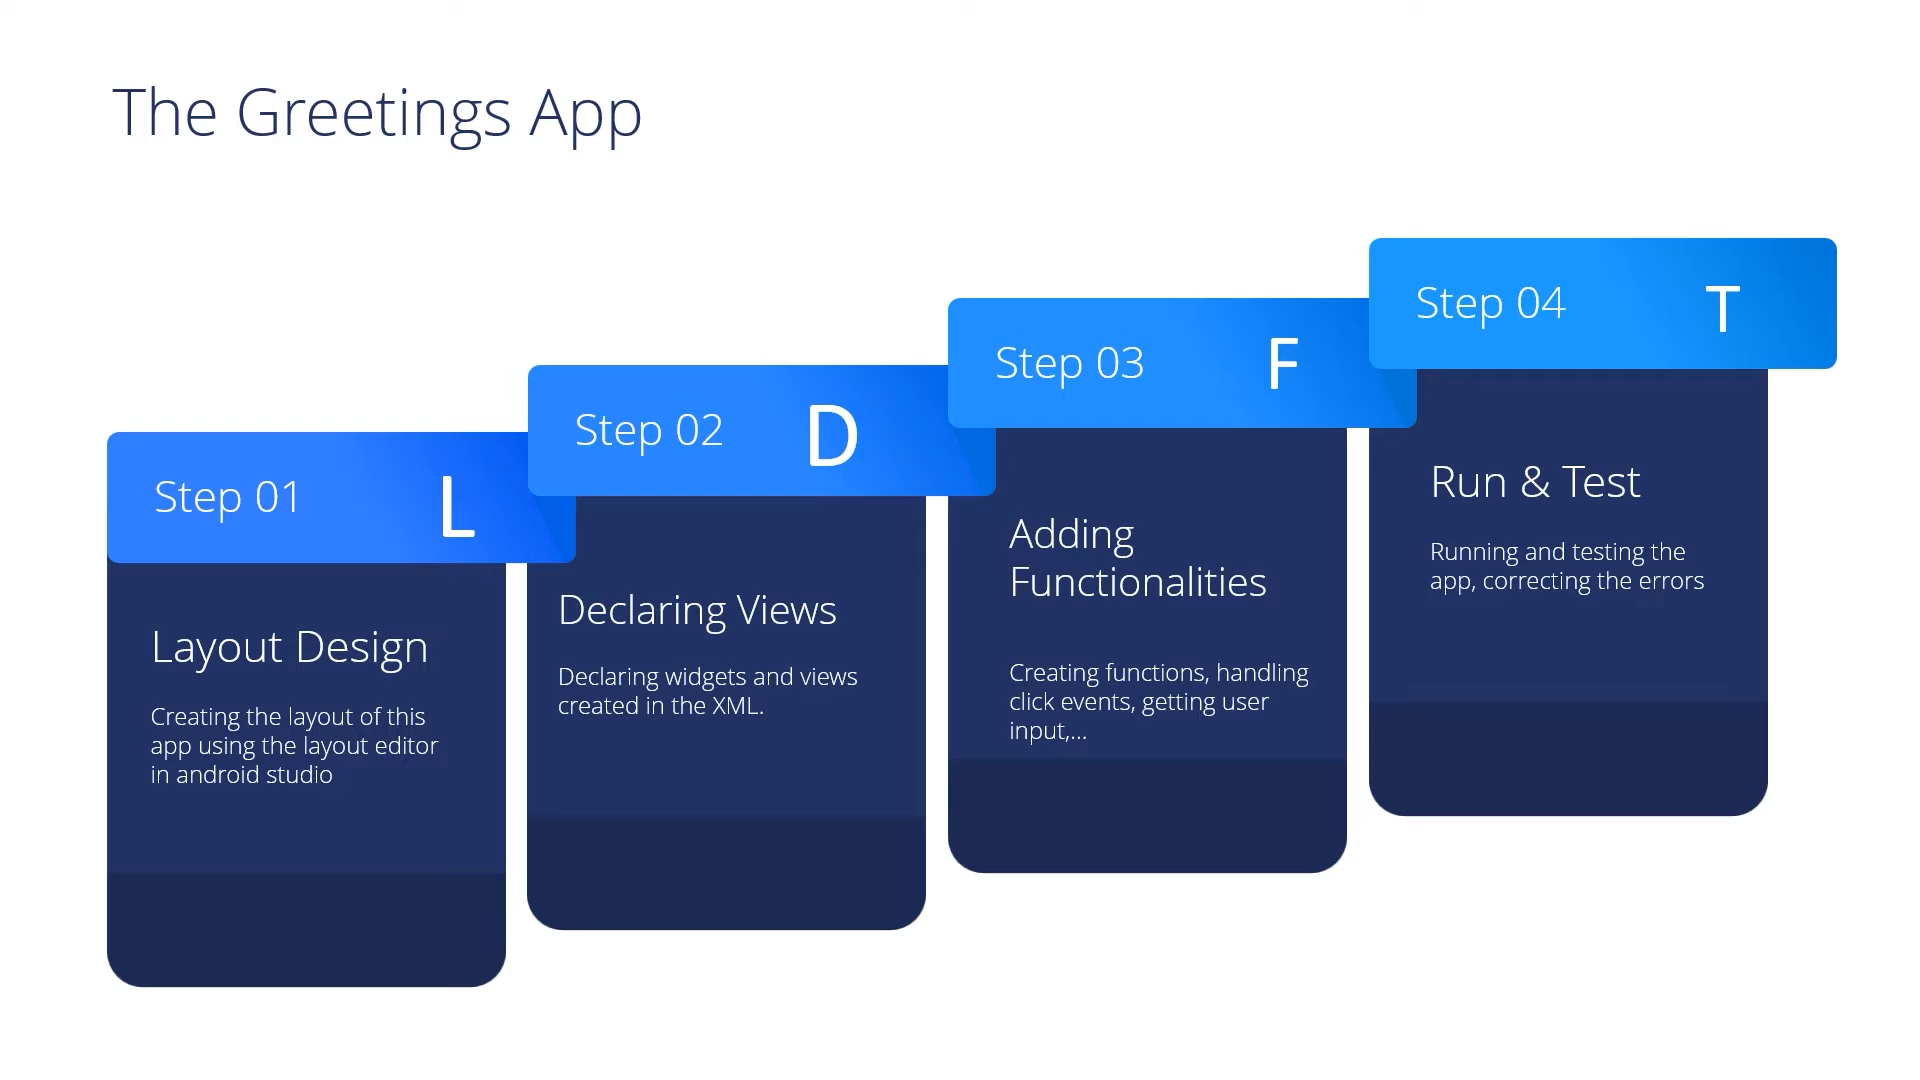 The Greetings App
Step 01
L
Layout Design
Creating the layout of this
app using the layout editor
in android studio
Step 02
D
Declaring Views
Declaring widgets and views
created in the XML.
Step 03
F
Adding
Functionalities
Creating functions, handling
click events, getting user
input,...
Step 04
T
Run & Test
Running and testing the
app, correcting the errors